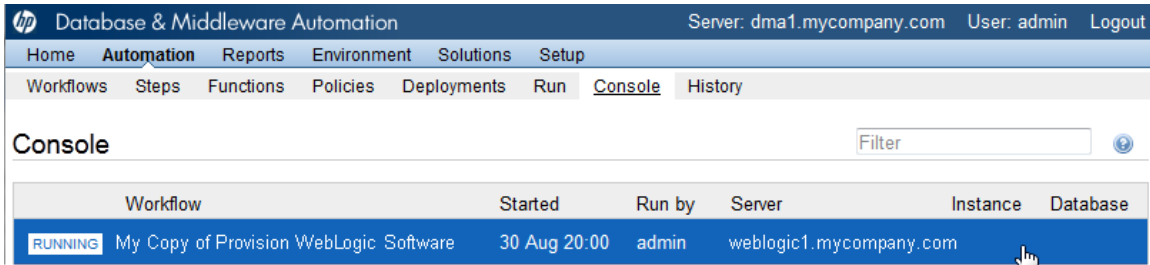 hp Database & Middleware Automation Server: dma1.mycompany.com User: admin Logout
Home Automation Reports Environment Solutions Setup
Workflows Steps Functions Policies Deployments Run Console History
Console Filter ?
Workflow Started Run by Server Instance Database
RUNNING My Copy of Provision WebLogic Software 30 Aug 20:00 admin weblogic1.mycompany.com